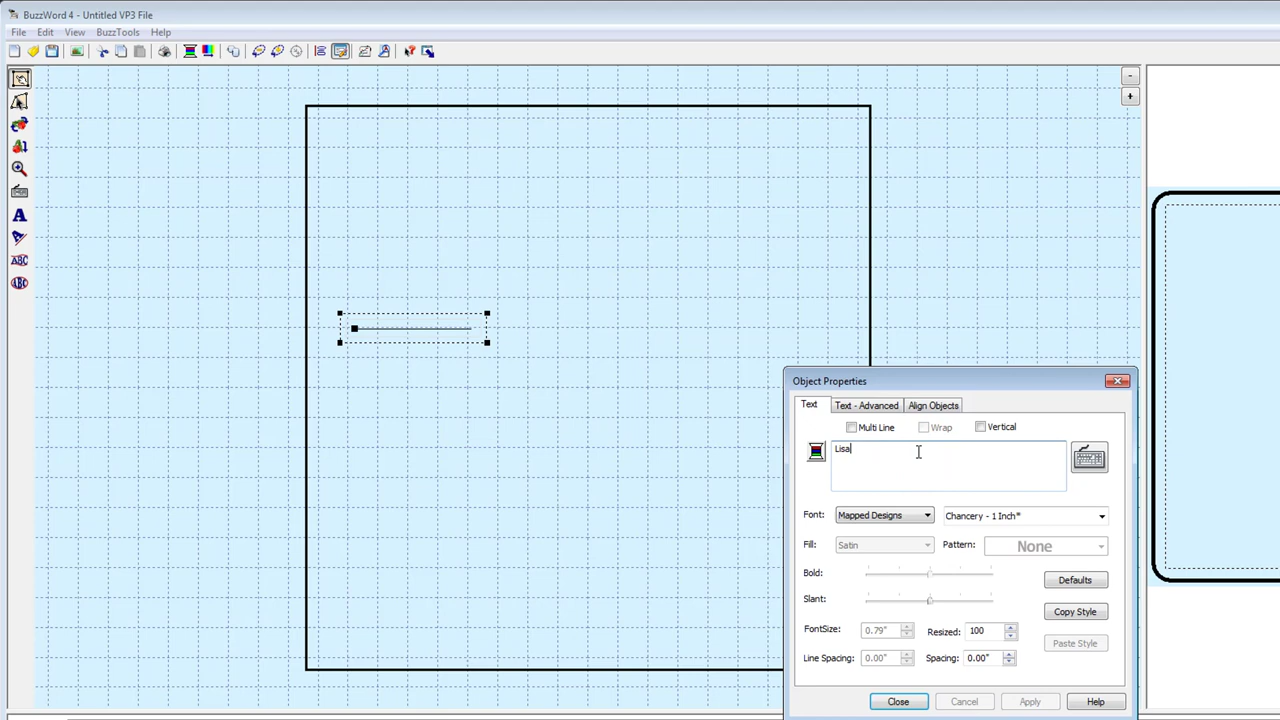 BuzzWord 4 - Untitled VP3 File
File Edit View BuzzTools Help
-
+
A
ABC
ABC
Object Properties
Text Text - Advanced Align Objects
Multi Line Wrap Vertical
Lisa
Font: Mapped Designs Chancery - 1 Inch*
Fill: Satin Pattern: None
Bold:
Defaults
Slant:
Copy Style
FontSize: 0.79" Resized: 100
Paste Style
Line Spacing: 0.00" Spacing: 0.00"
Close Cancel Apply Help